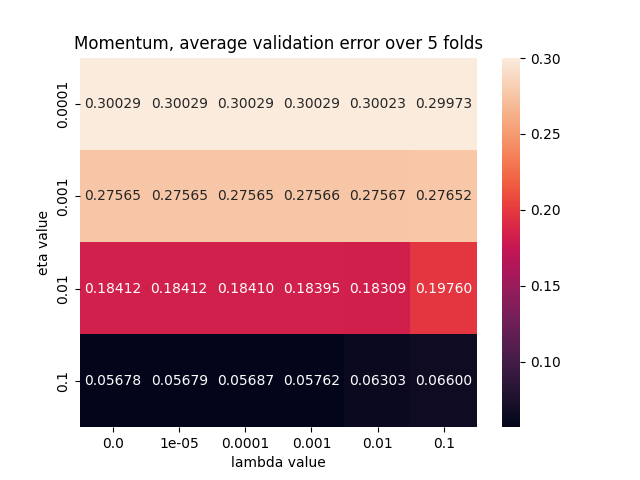 Momentum, average validation error over 5 folds
0.0001 0.30029 0.30029 0.30029 0.30029 0.30023 0.29973
0.001 0.27565 0.27565 0.27565 0.27566 0.27567 0.27652
0.01 0.18412 0.18412 0.18410 0.18395 0.18309 0.19760
0.1 0.05678 0.05679 0.05687 0.05762 0.06303 0.06600
0.0 1e-05 0.0001 0.001 0.01 0.1
lambda value
eta value
0.30
0.25
0.20
0.15
0.10